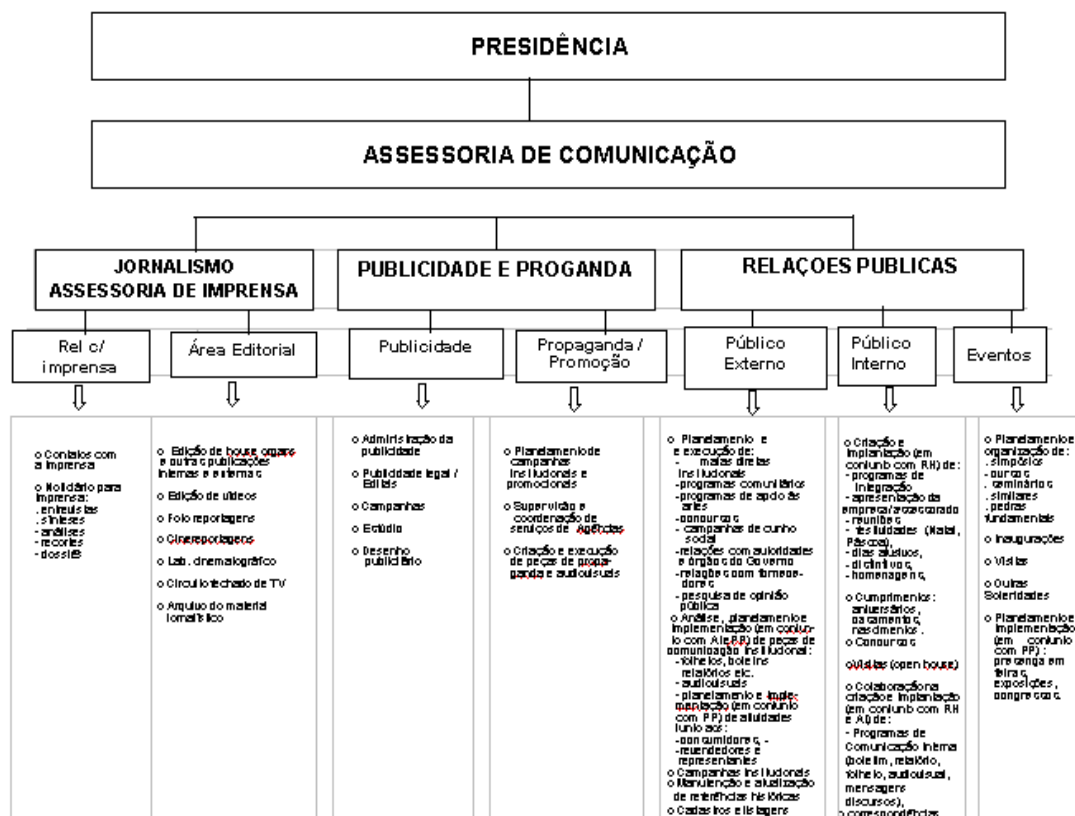 PRESIDÊNCIA
ASSESSORIA DE COMUNICAÇÃO
JORNALISMO
ASSESSORIA DE IMPRENSA
PUBLICIDADE E PROGANDA
RELAÇOES PUBLICAS
Rel c/
imprensa
Área Editorial
Publicidade
Propaganda /
Promoção
Público
Externo
Público
Interno
Eventos
o Contatos com
a Imprensa
o Noticiário para
Imprensa:
. entrevistas
. sínteses
- análises
- recortes
- dossiês
o Edição de house organs
e outras publicações
internas e externas
o Edição de vídeos
o Foto reportagens
o Cinereportagens
o Lab. cinematográfico
o Circuito fechado de TV
o Arquivo do material
jornalístico
o Administração da
publicidade
o Publicidade legal /
Editais
o Campanhas
o Estúdio
o Desenho
publicitário
o Planejamento de
campanhas
institucionais e
promocionais
o Supervisão e
coordenação de
serviços de Agências
o Criação e execução
de peças de propa-
ganda e audiovisuais
o Planejamento e
e execução de:
- malas diretas
institucionais
-programas comunitários
-programas de apoio às
artes
-concursos
- campanhas de cunho
social
-relações com autoridades
e órgãos do Governo
-relações com fornece-
dores
- pesquisa de opinião
pública
o Análise, planejamento e
implementação (em conjun-
to com AI e RP) de peças de
comunicação institucional:
-folhetos, boletins
relatórios etc.
- audiovisuais
- planejamento e imple-
mentação (em conjunto
com PP) de atividades
junto aos:
-consumidores, -
-revendedores e
representantes
o Campanhas institucionais
o Manutenção e atualização
de referências históricas
o Cadastros e listagens
o Criação e
implantação (em
conjunto com RH) de:
- programas de
integração
- apresentação da
empresa/assessorado
- reuniões
- festividades (Natal,
Páscoa),
- dias alusivos,
- distintivos,
- homenagens,
o Cumprimentos:
aniversários,
casamentos,
nascimentos.
o Concursos
o Visitas (open house)
o Colaboração na
criação e implantação
(em conjunto com RH
e AI) de:
- Programas de
Comunicação Interna
(boletim, relatório,
folheto, audiovisual,
mensagens
discursos),
o correspondências
o Planejamento e
organização de:
. simpósios
- cursos
. seminários
. similares
. pedras
fundamentais
o Inaugurações
o Visitas
o Outras
Solenidades
o Planejamento e
implementação
(em conjunto
com PP) :
presença em
feiras,
exposições,
congressos.